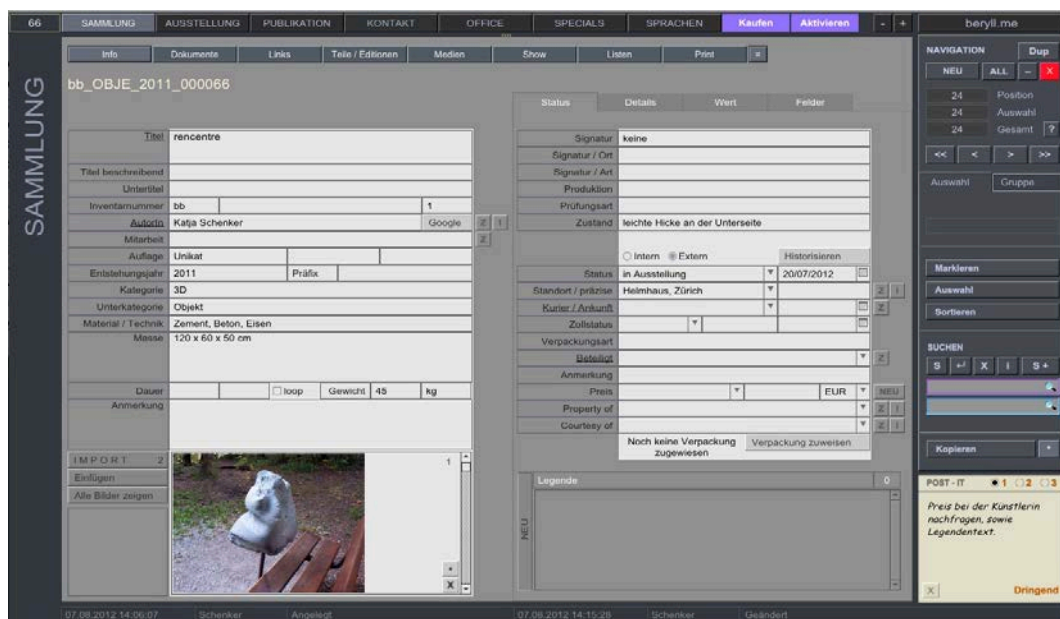 66 SAMMLUNG AUSSTELLUNG PUBLIKATION KONTAKT OFFICE SPECIALS SPRACHEN Kaufen Aktivieren - + beryll.me
SAMMLUNG
Info Dokumente Links Teile / Editionen Medien Show Listen Print
bb_OBJE_2011_000066
Titel rencentre
Titel beschreibend
Untertitel
Inventarnummer bb 1
AutorIn Katja Schenker Google Z I
Mitarbeit Z
Auflage Unikat
Entstehungsjahr 2011 Präfix
Kategorie 3D
Unterkategorie Objekt
Material / Technik Zement, Beton, Eisen
Masse 120 x 60 x 50 cm
Dauer loop Gewicht 45 kg
Anmerkung
IMPORT 2
Einfügen
Alle Bilder zeigen
1
X
Status Details Wert Felder
Signatur keine
Signatur / Ort
Signatur / Art
Produktion
Prüfungsart
Zustand leichte Hicke an der Unterseite
Intern Extern Historisieren
Status in Ausstellung 20/07/2012
Standort / präzise Helmhaus, Zürich Z I
Kurier / Ankunft Z
Zollstatus
Verpackungsart
Beteiligt Z
Anmerkung
Preis EUR NEU
Property of Z I
Courtesy of Z I
Noch keine Verpackung Verpackung zuweisen
zugewiesen
Legende 0
NEU
NAVIGATION Dup
NEU ALL – X
24 Position
24 Auswahl
24 Gesamt ?
<< < > >>
Auswahl Gruppe
Markieren
Auswahl
Sortieren
SUCHEN
S ↵ X I S +
Kopieren *
POST - IT 1 2 3
Preis bei der Künstlerin
nachfragen, sowie
Legendentext.
X Dringend
07.08.2012 14:06:07 Schenker Angelegt 07.08.2012 14:15:28 Schenker Geändert